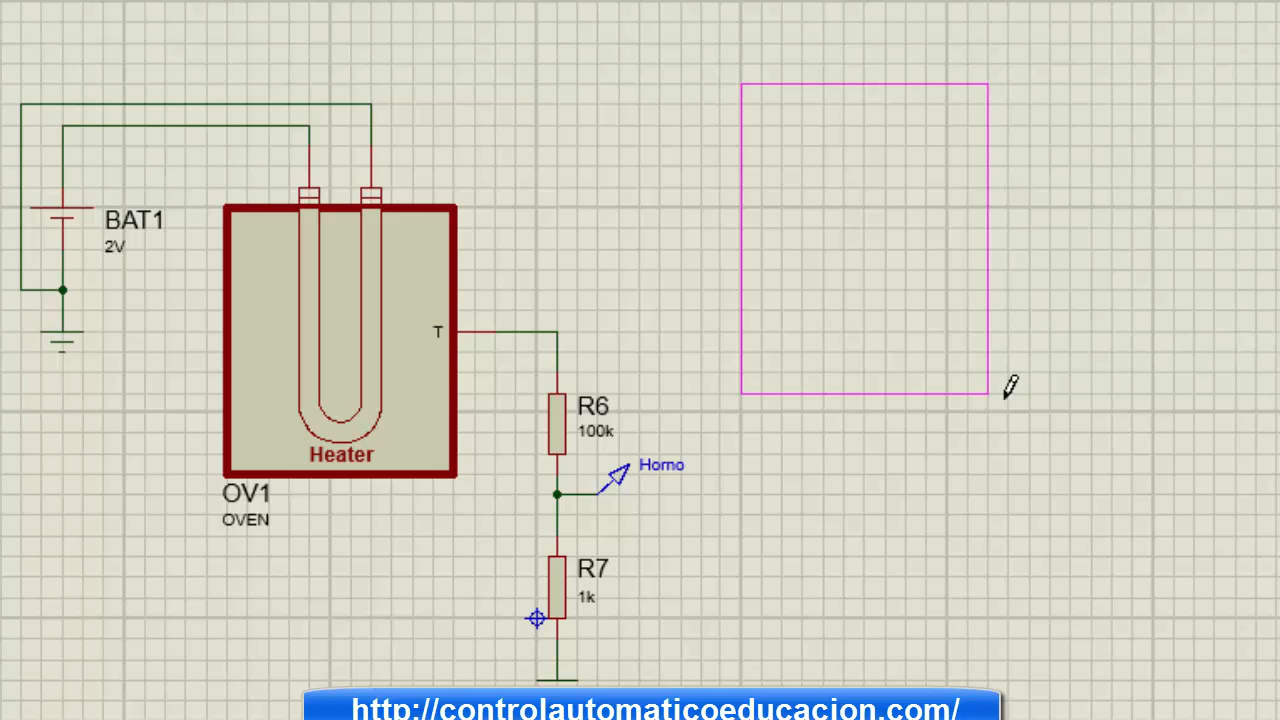 BAT1
2V
T
R6
100k
Heater
Horno
OV1
OVEN
R7
1k
http://controlautomaticoeducacion.com/